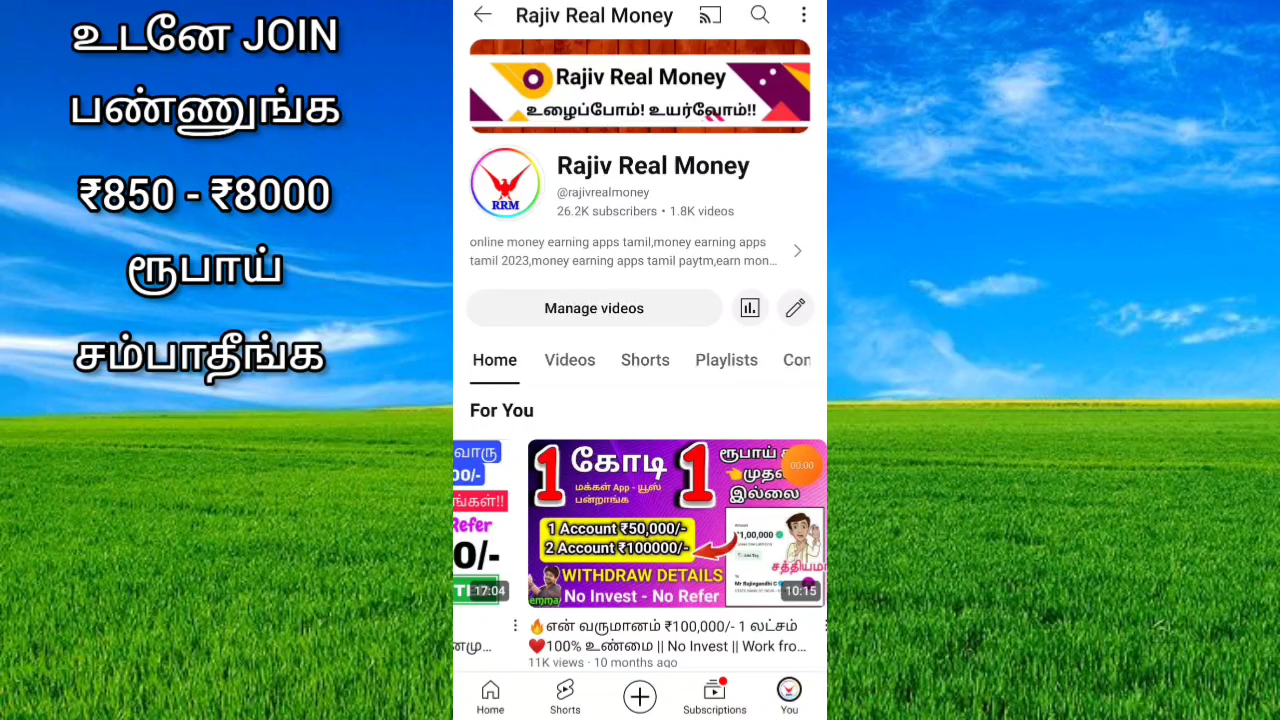 உடனே JOIN
பண்ணுங்க
₹850 - ₹8000
ரூபாய்
சம்பாதீங்க
Rajiv Real Money
Rajiv Real Money
உழைப்போம்! உயர்வோம்!!
RRM
Rajiv Real Money
@rajivrealmoney
26.2K subscribers • 1.8K videos
online money earning apps tamil,money earning apps
tamil 2023,money earning apps tamil paytm,earn mon...
Manage videos
Home Videos Shorts Playlists Con
For You
Refer
17:04
1 கோடி 1
மக்கள் App - யூஸ்
பன்றாங்க
ரூபாய்
00:00
இல்லை
1 Account ₹50,000/-
2 Account ₹100000/-
WITHDRAW DETAILS
No Invest - No Refer
10:15
🔥என் வருமானம் ₹100,000/- 1 லட்சம்
❤️100% உண்மை || No Invest || Work fro...
11K views · 10 months ago
Home Shorts Subscriptions You